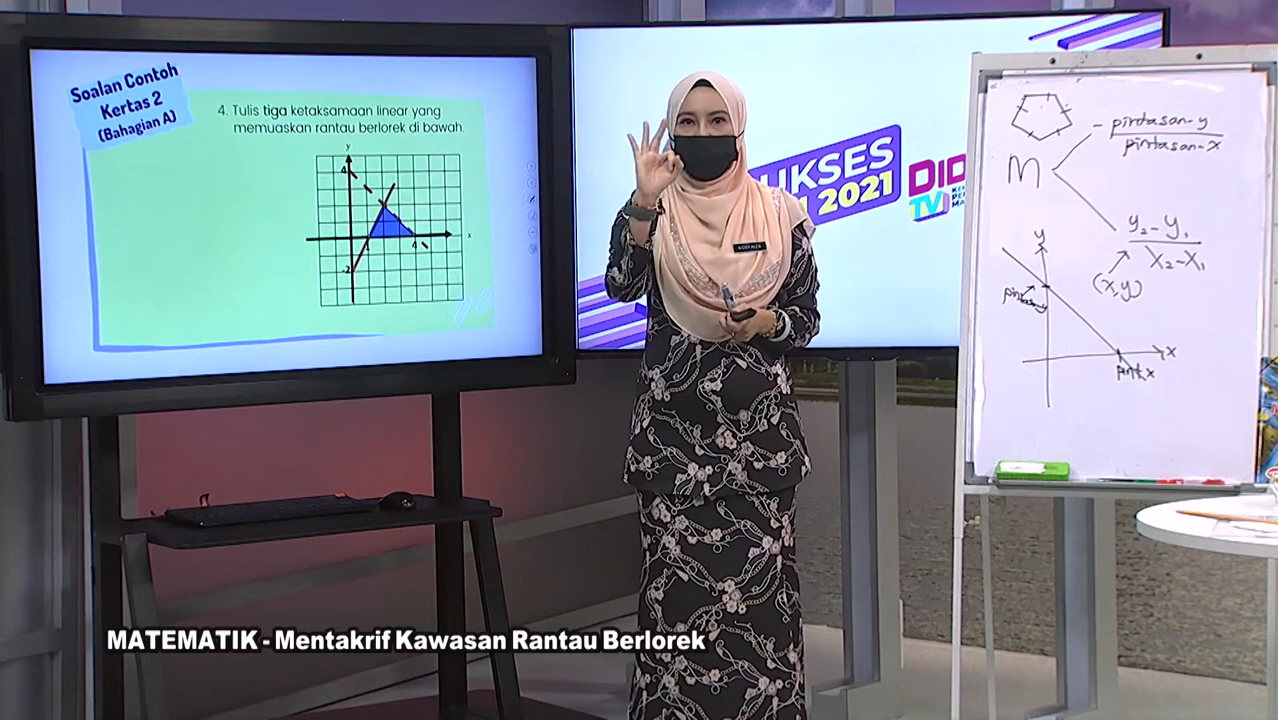 Soalan Contoh
Kertas 2
(Bahagian A)
4. Tulis tiga ketaksamaan linear yang
memuaskan rantau berlorek di bawah.
y
4
x
4
-2
UKSES
2021
DID
TV
NORFAIZA
- pintasan-y
pintasan-x
m
y₂-y₁
x₂-x₁
(x,y)
y
x
pint x
MATEMATIK - Mentakrif Kawasan Rantau Berlorek